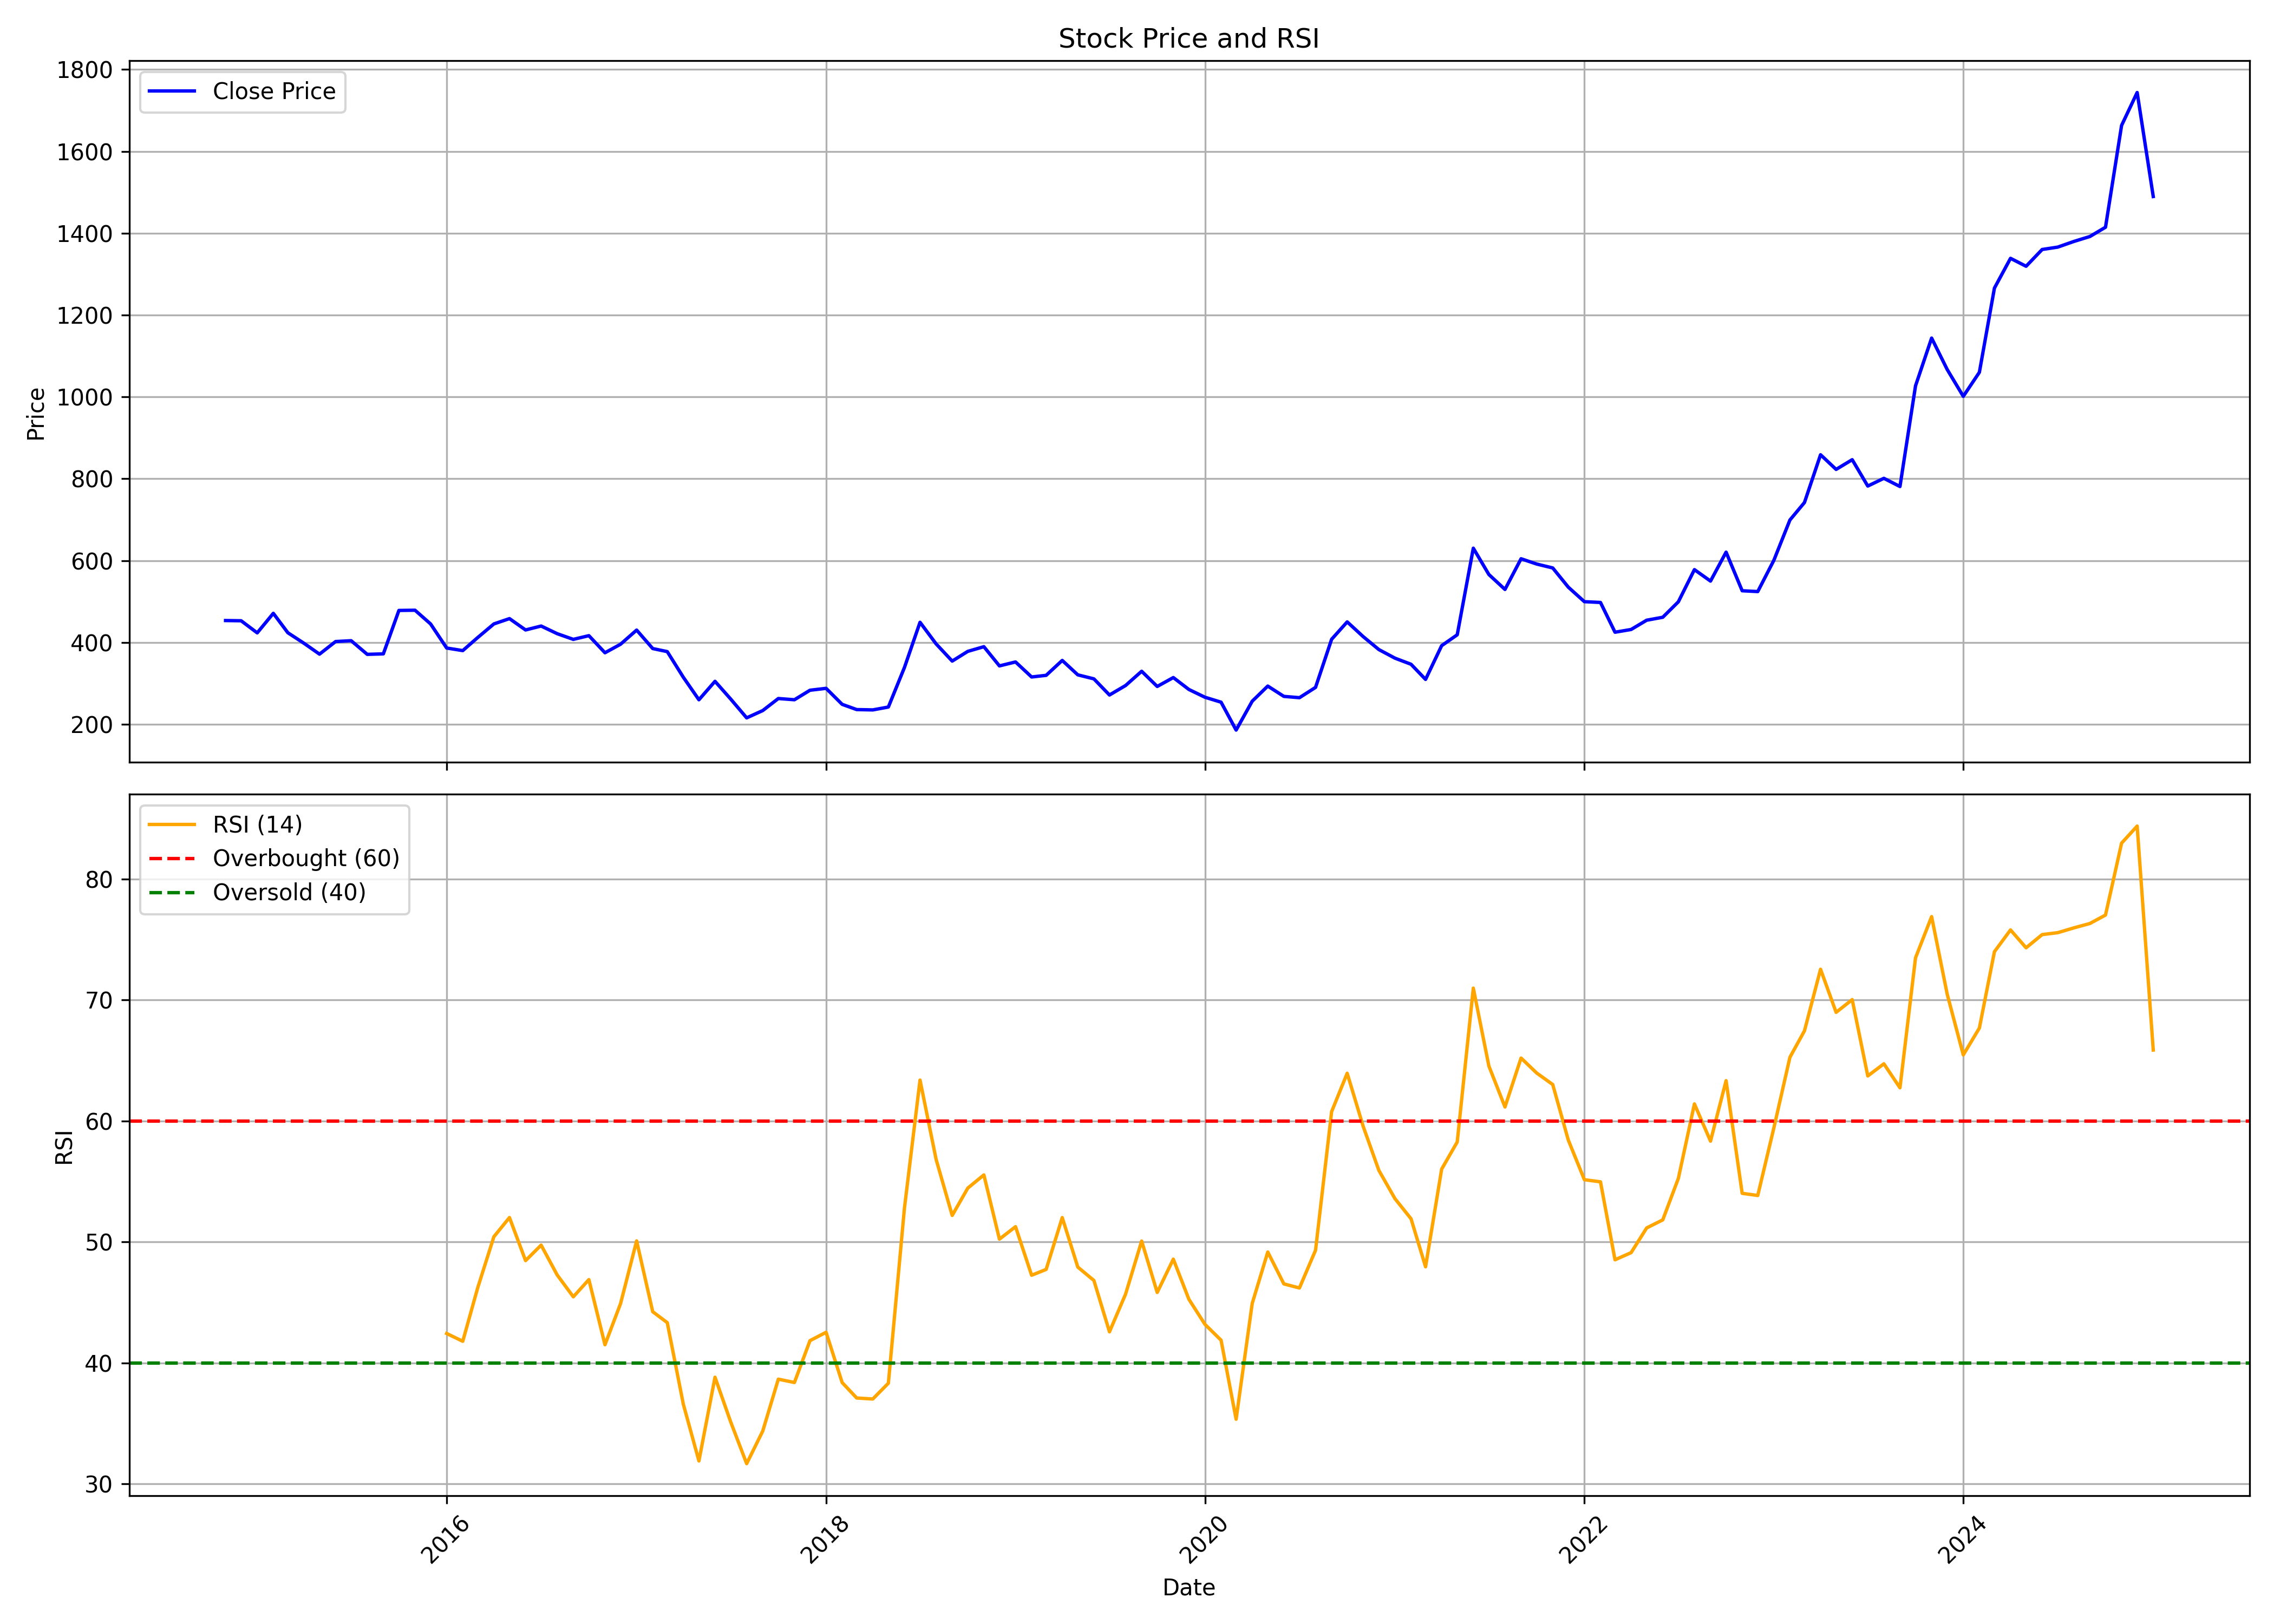 Stock Price and RSI
Close Price
1800
1600
1400
1200
1000
800
600
400
200
Price
RSI (14)
Overbought (60)
Oversold (40)
80
70
60
50
40
30
RSI
2016
2018
2020
2022
2024
Date